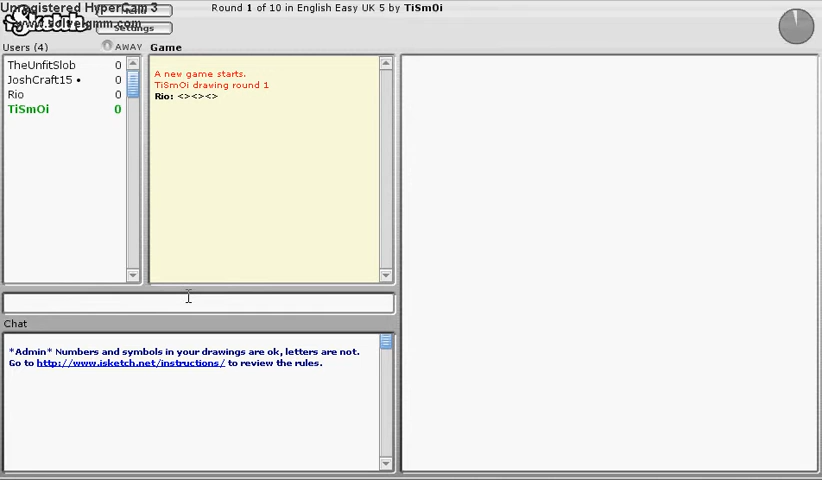 Unregistered HyperCam 3
www.solveigmm.com
Settings
Round 1 of 10 in English Easy UK 5 by TiSmOi
Users (4)
AWAY
Game
TheUnfitSlob 0
JoshCraft15 • 0
Rio 0
TiSmOi 0
A new game starts.
TiSmOi drawing round 1
Rio: <><><>
Chat
*Admin* Numbers and symbols in your drawings are ok, letters are not.
Go to http://www.isketch.net/instructions/ to review the rules.